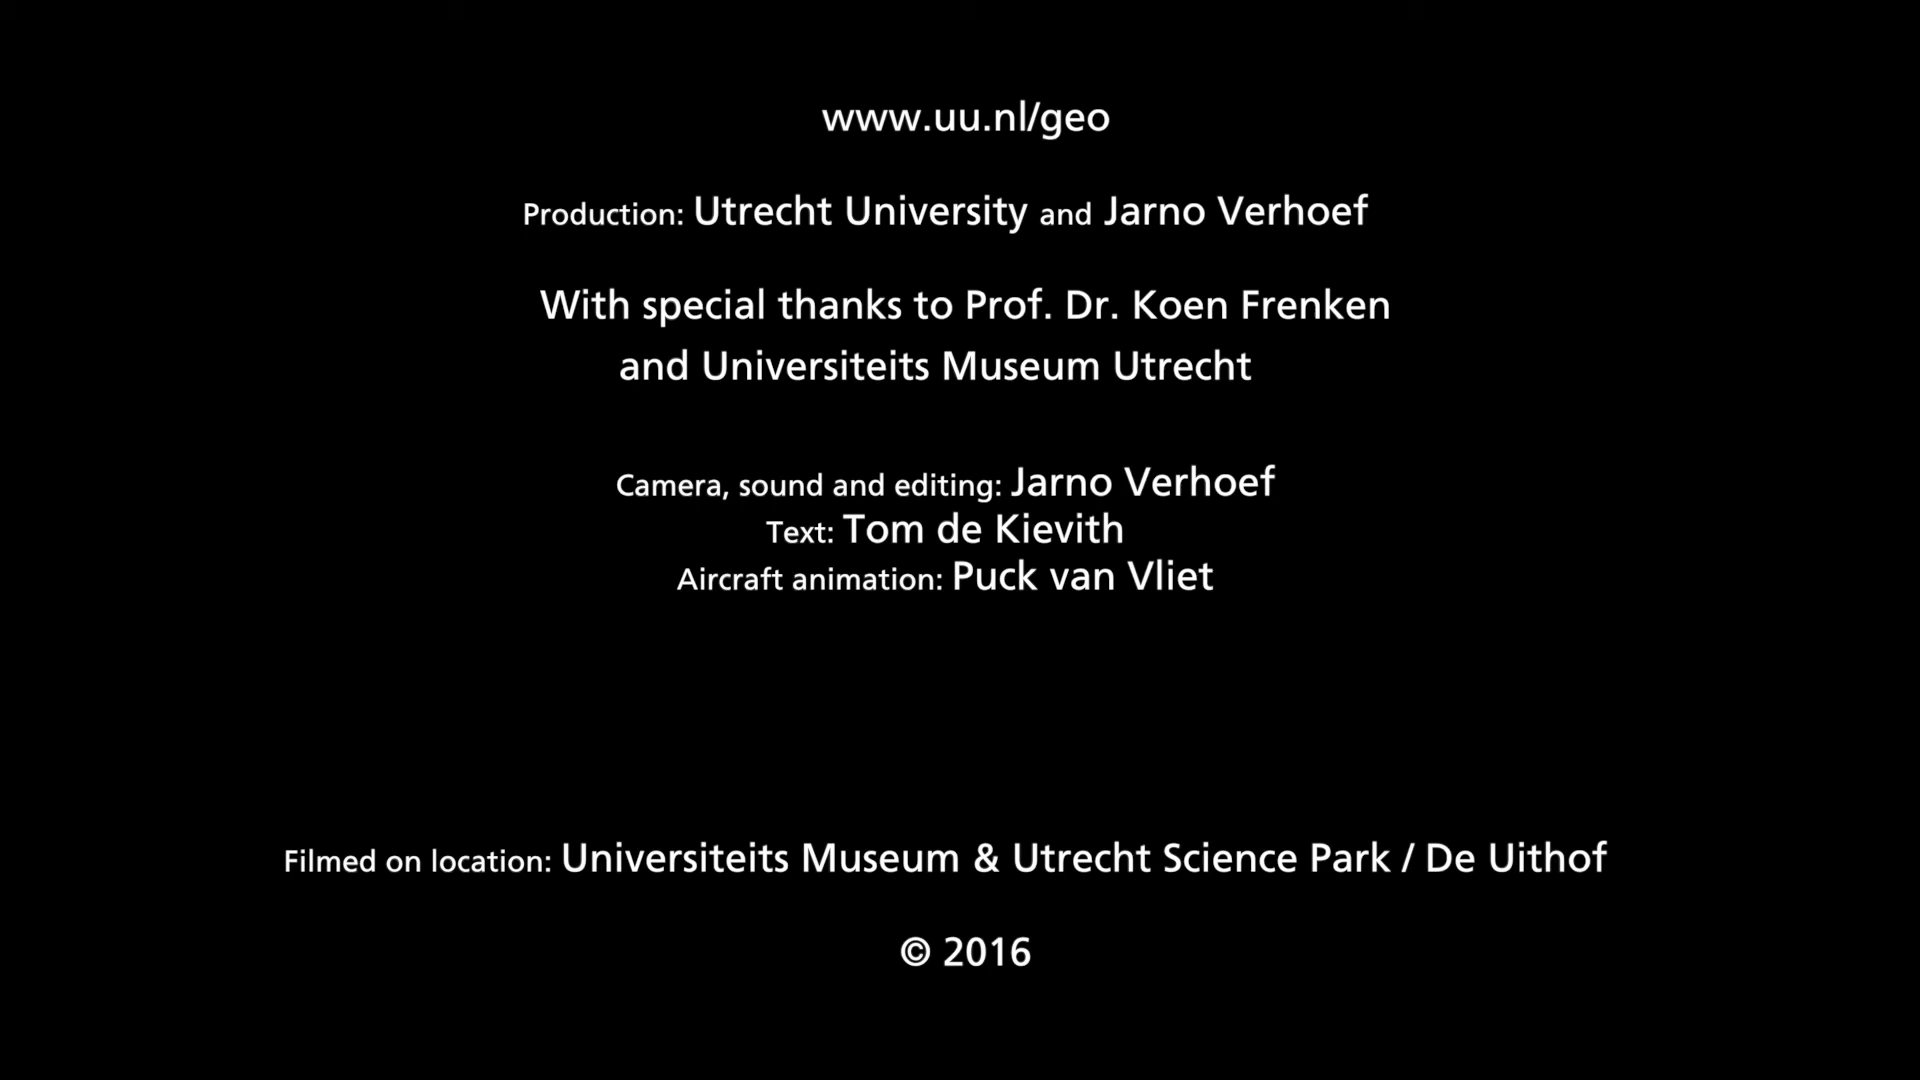 www.uu.nl/geo
Production: Utrecht University and Jarno Verhoef
With special thanks to Prof. Dr. Koen Frenken
and Universiteits Museum Utrecht
Camera, sound and editing: Jarno Verhoef
Text: Tom de Kievith
Aircraft animation: Puck van Vliet
Filmed on location: Universiteits Museum & Utrecht Science Park / De Uithof
© 2016